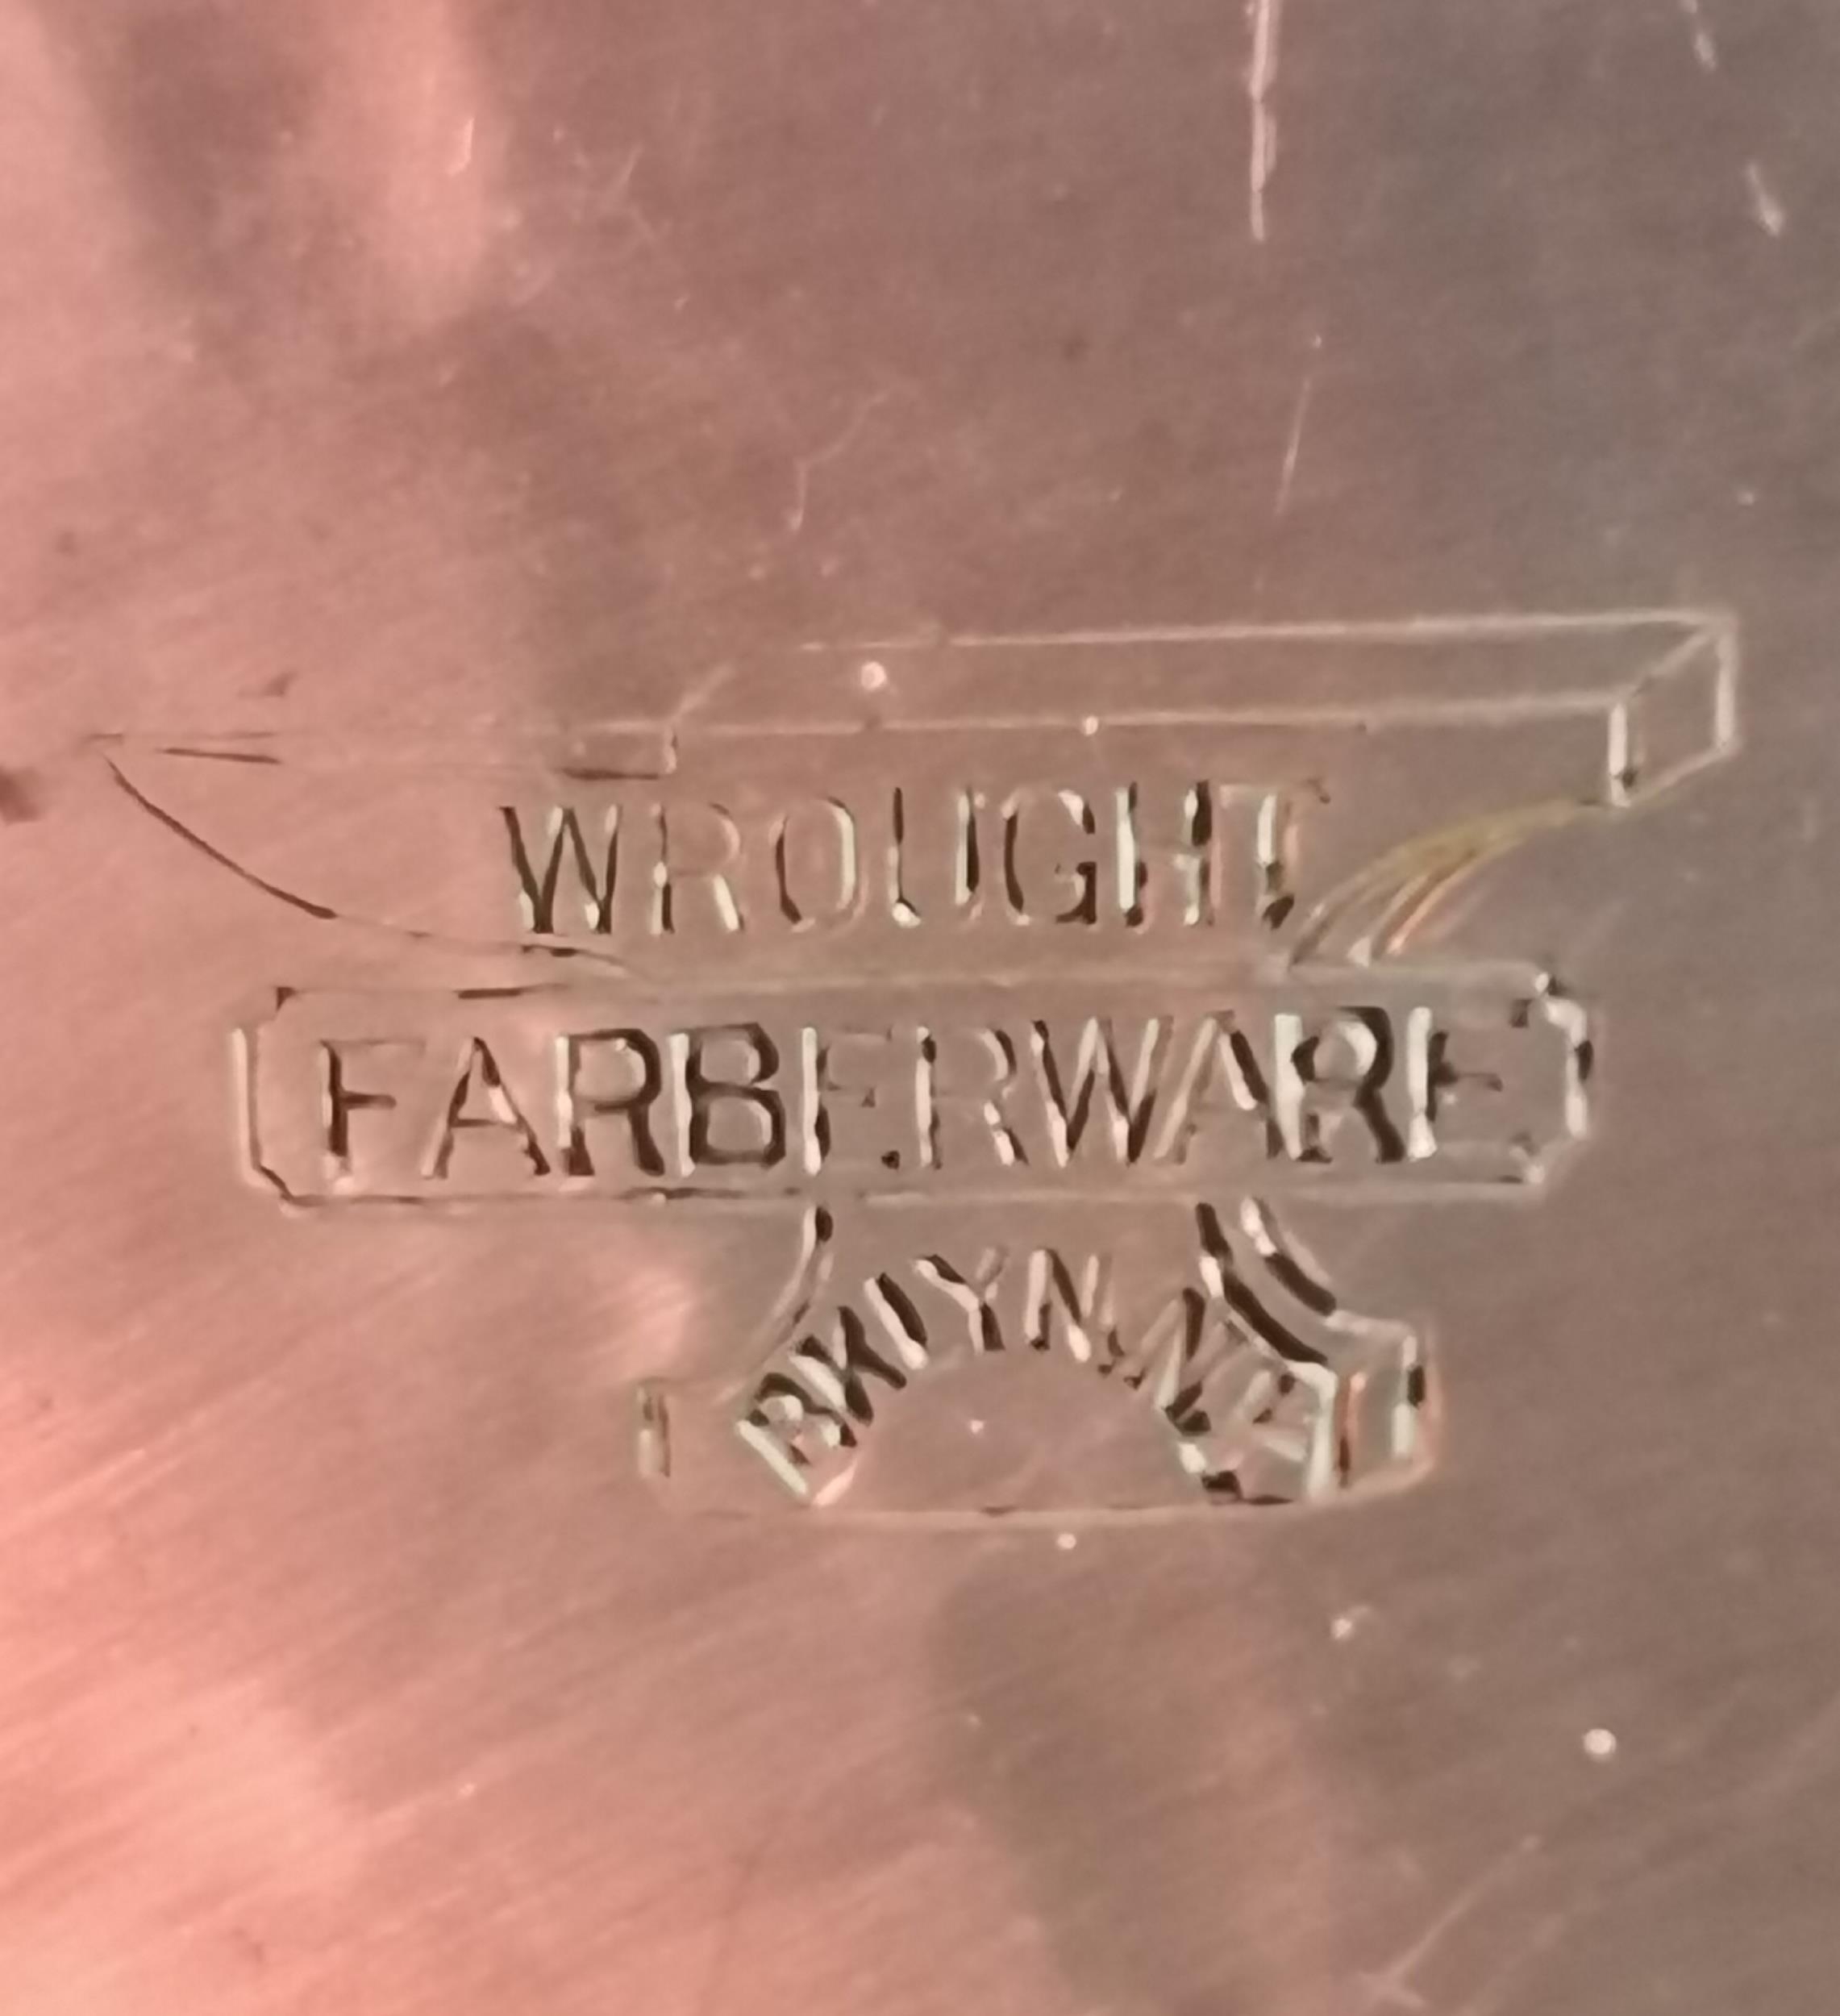 WROUGHT
FARBERWARE
BKLYN, N.Y.